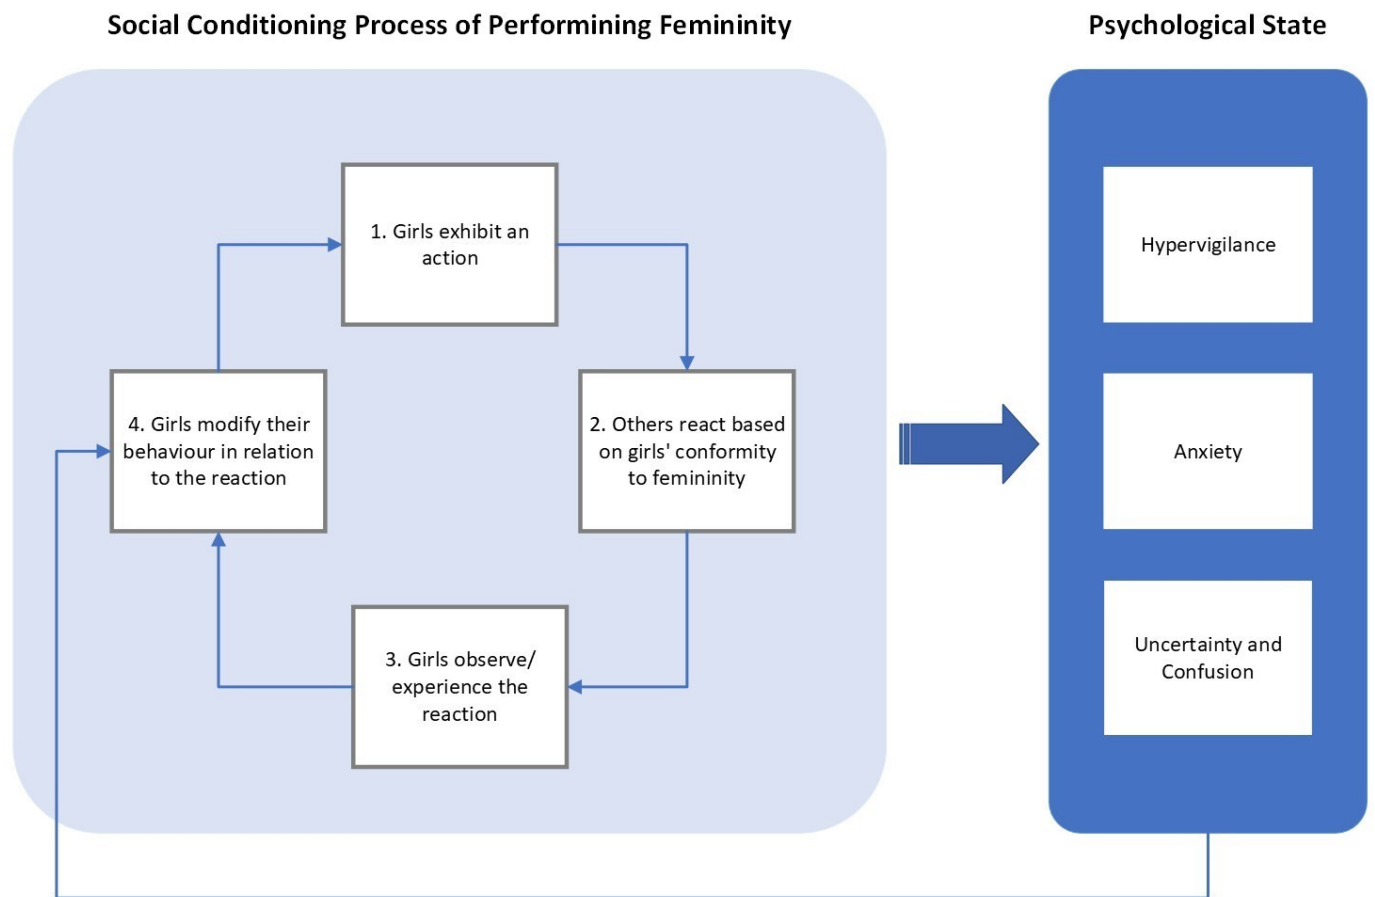 Social Conditioning Process of Performining Femininity
Psychological State
1. Girls exhibit an
action
2. Others react based
on girls' conformity
to femininity
3. Girls observe/
experience the
reaction
4. Girls modify their
behaviour in relation
to the reaction
Hypervigilance
Anxiety
Uncertainty and
Confusion